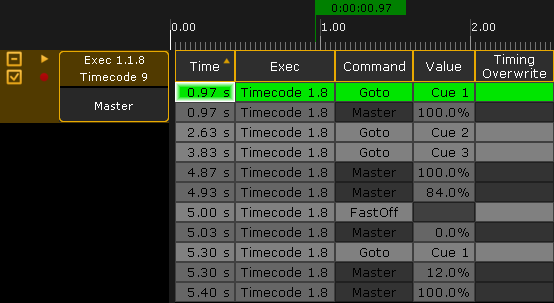 0:00:00.97
0.00 1.00 2.00
Exec 1.1.8
Timecode 9
Master
Time Exec Command Value Timing Overwrite
0.97 s Timecode 1.8 Goto Cue 1
0.97 s Timecode 1.8 Master 100.0%
2.63 s Timecode 1.8 Goto Cue 2
3.83 s Timecode 1.8 Goto Cue 3
4.87 s Timecode 1.8 Master 100.0%
4.93 s Timecode 1.8 Master 84.0%
5.00 s Timecode 1.8 FastOff
5.03 s Timecode 1.8 Master 0.0%
5.30 s Timecode 1.8 Goto Cue 1
5.30 s Timecode 1.8 Master 12.0%
5.40 s Timecode 1.8 Master 100.0%